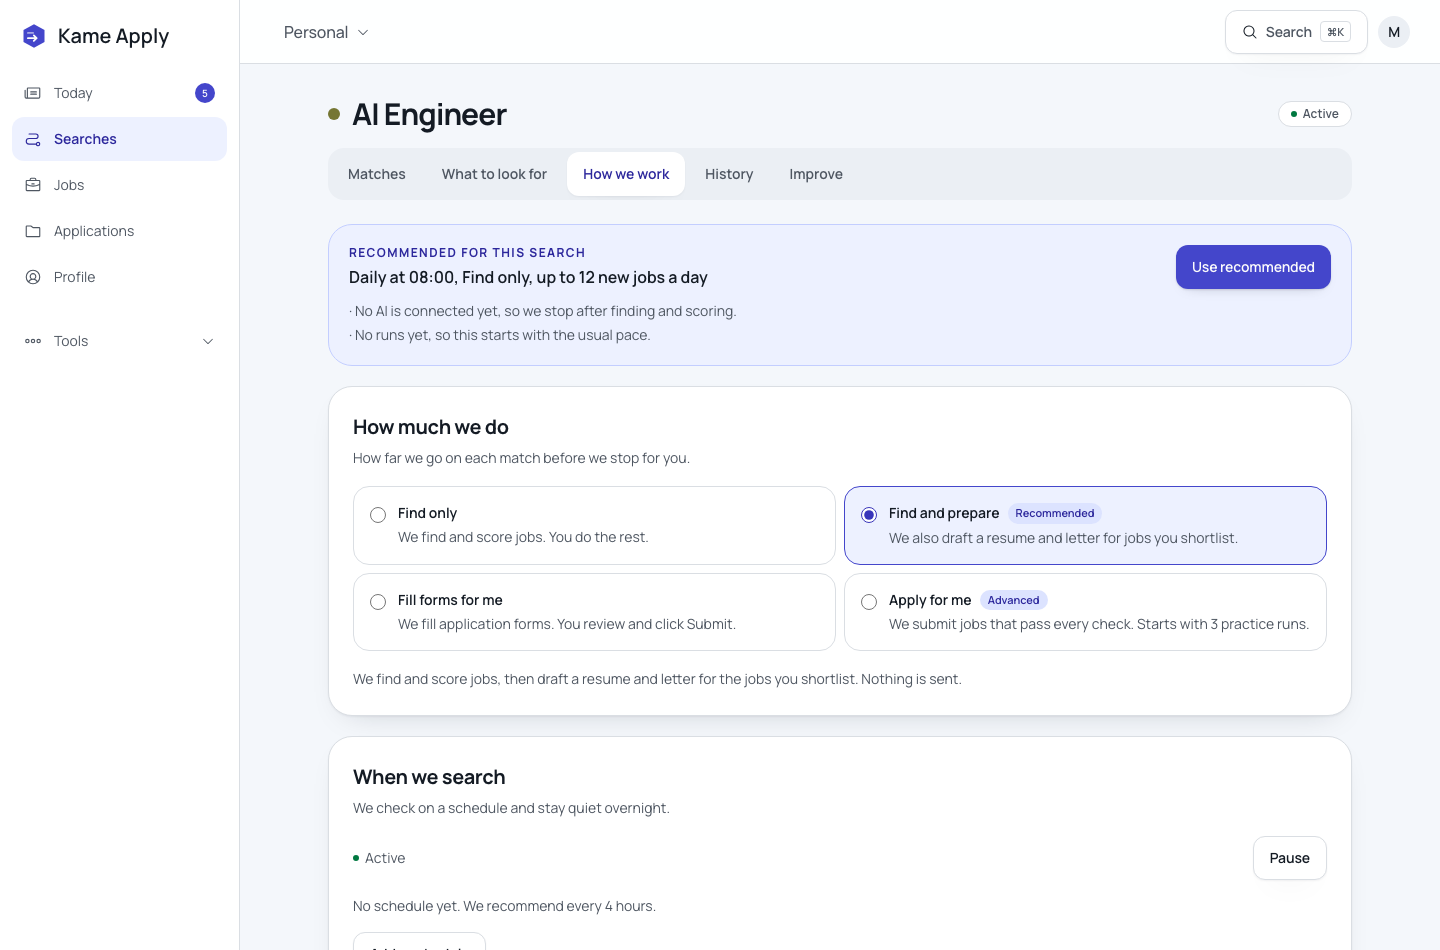 Kame Apply
Personal
Search ⌘K
M
Today 5
Searches
Jobs
Applications
Profile
Tools
AI Engineer
Active
Matches What to look for How we work History Improve
RECOMMENDED FOR THIS SEARCH
Daily at 08:00, Find only, up to 12 new jobs a day
Use recommended
· No AI is connected yet, so we stop after finding and scoring.
· No runs yet, so this starts with the usual pace.
How much we do
How far we go on each match before we stop for you.
Find only
We find and score jobs. You do the rest.
Find and prepare Recommended
We also draft a resume and letter for jobs you shortlist.
Fill forms for me
We fill application forms. You review and click Submit.
Apply for me Advanced
We submit jobs that pass every check. Starts with 3 practice runs.
We find and score jobs, then draft a resume and letter for the jobs you shortlist. Nothing is sent.
When we search
We check on a schedule and stay quiet overnight.
Active
Pause
No schedule yet. We recommend every 4 hours.